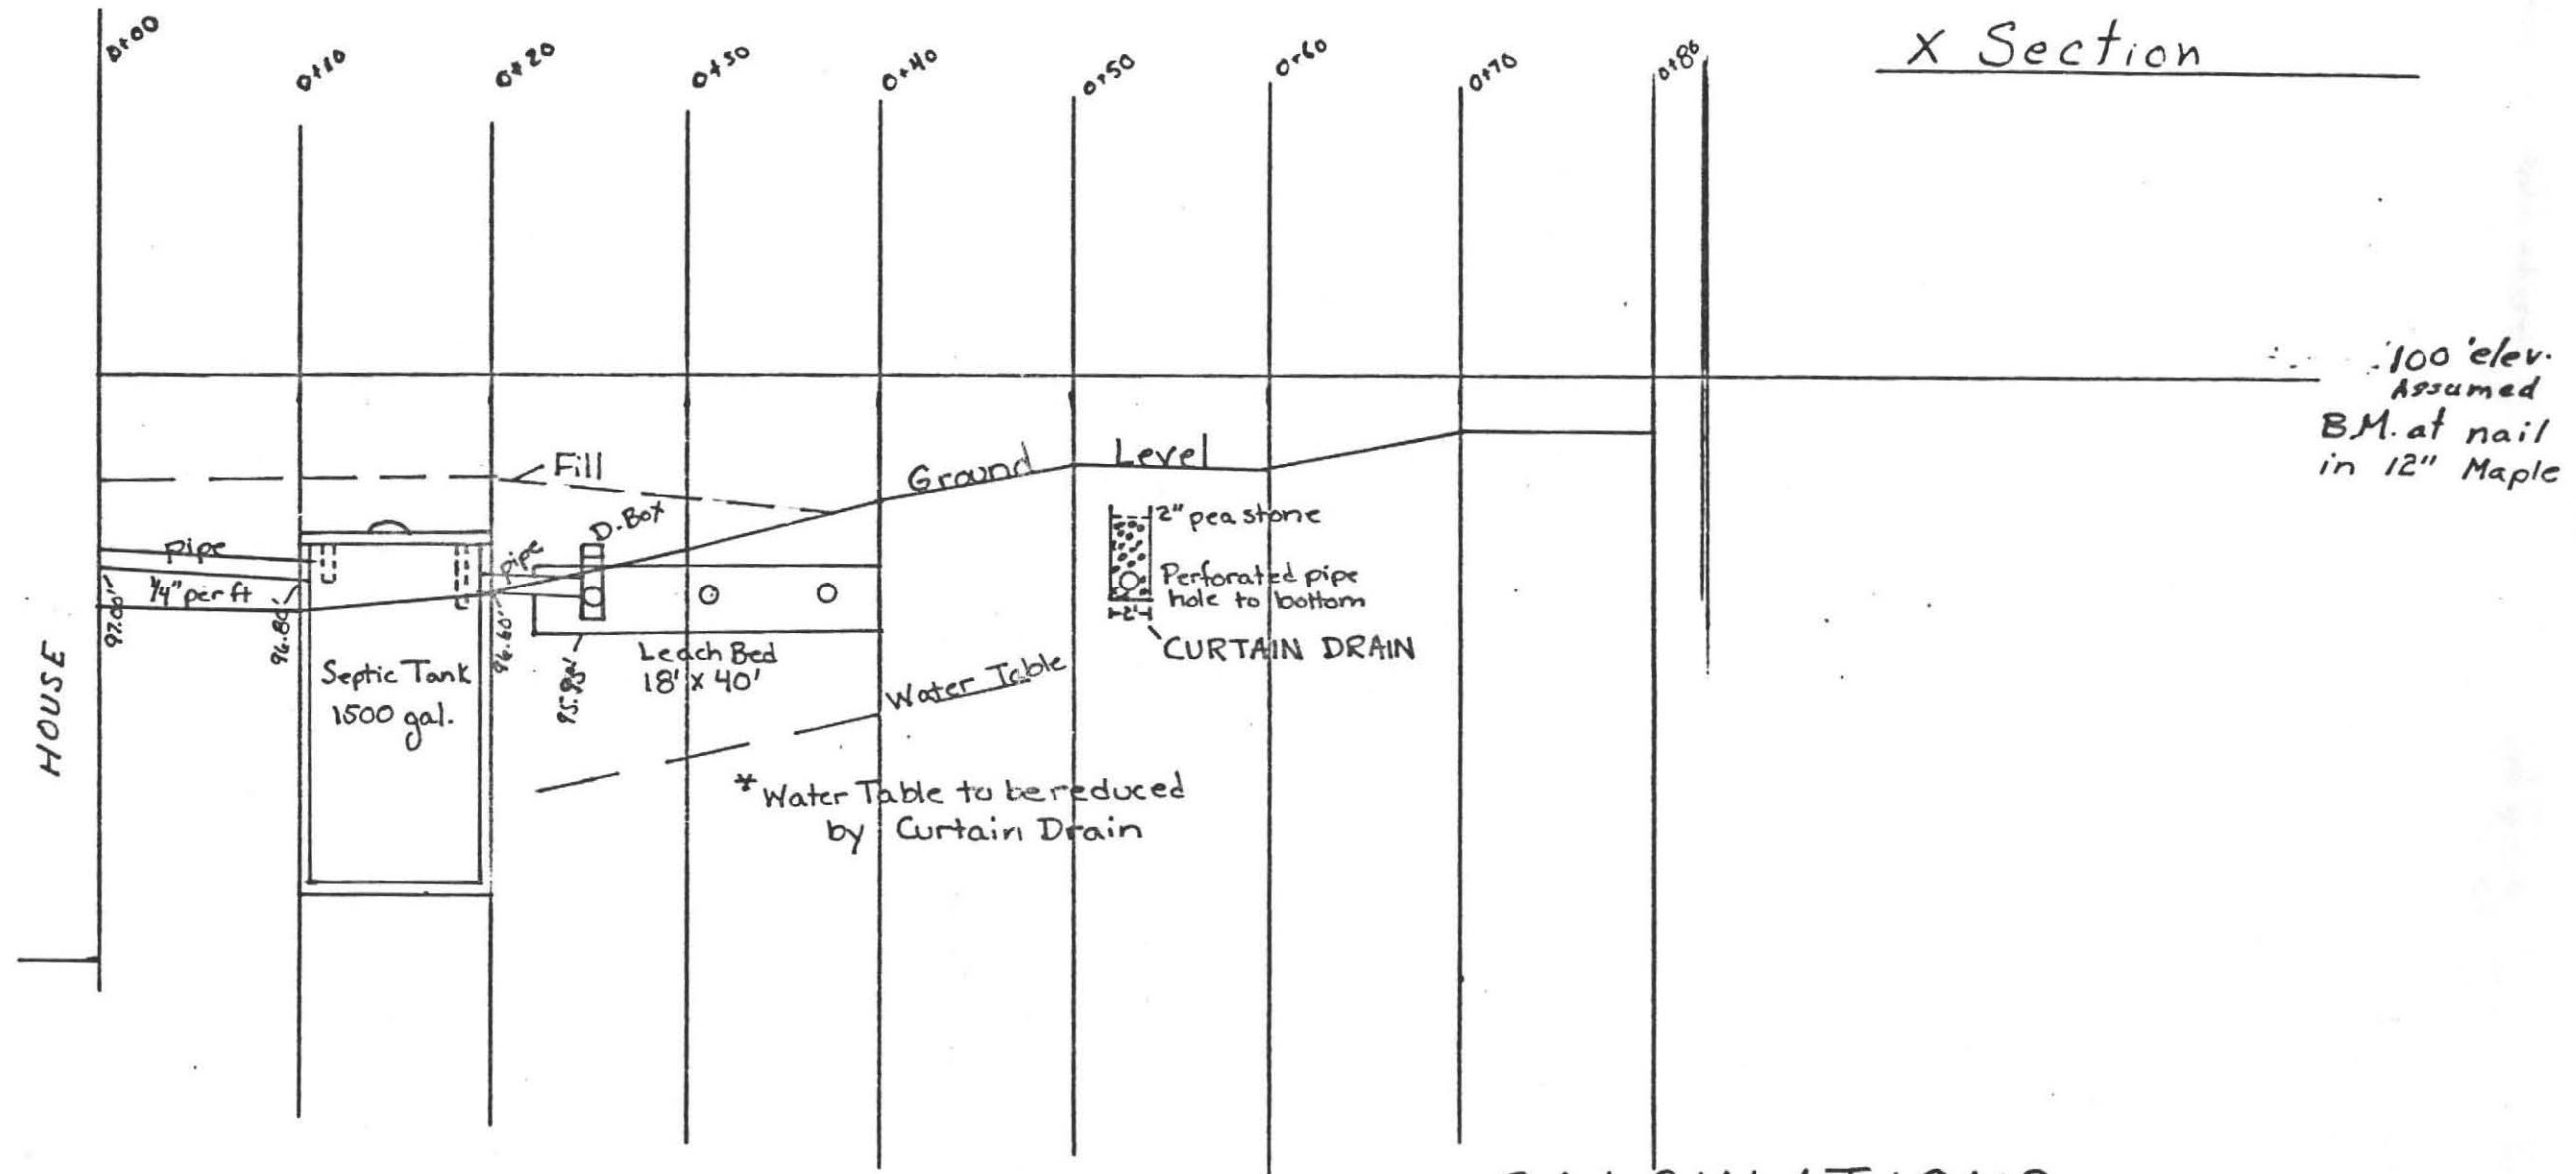 X Section
0+00
0+10
0+20
0+30
0+40
0+50
0+60
0+70
0+80
100' elev.
Assumed
B.M. at nail
in 12" Maple
Fill
Ground Level
D-Box
pipe
pipe
1/4" per ft
97.00'
96.80'
96.60'
HOUSE
Septic Tank
1500 gal.
Leach Bed
18' x 40'
2" pea stone
Perforated pipe
hole to bottom
2'
CURTAIN DRAIN
Water Table
* Water Table to be reduced
by Curtain Drain